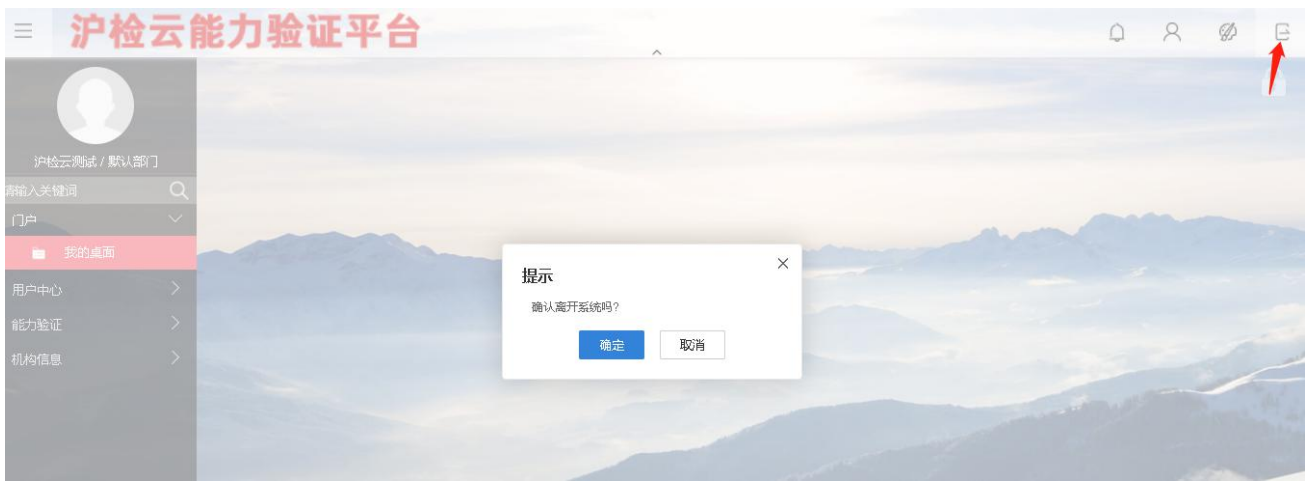 沪检云能力验证平台
沪检云测试 / 默认部门
请输入关键词
门户
我的桌面
用户中心
能力验证
机构信息
提示
确认离开系统吗?
确定
取消